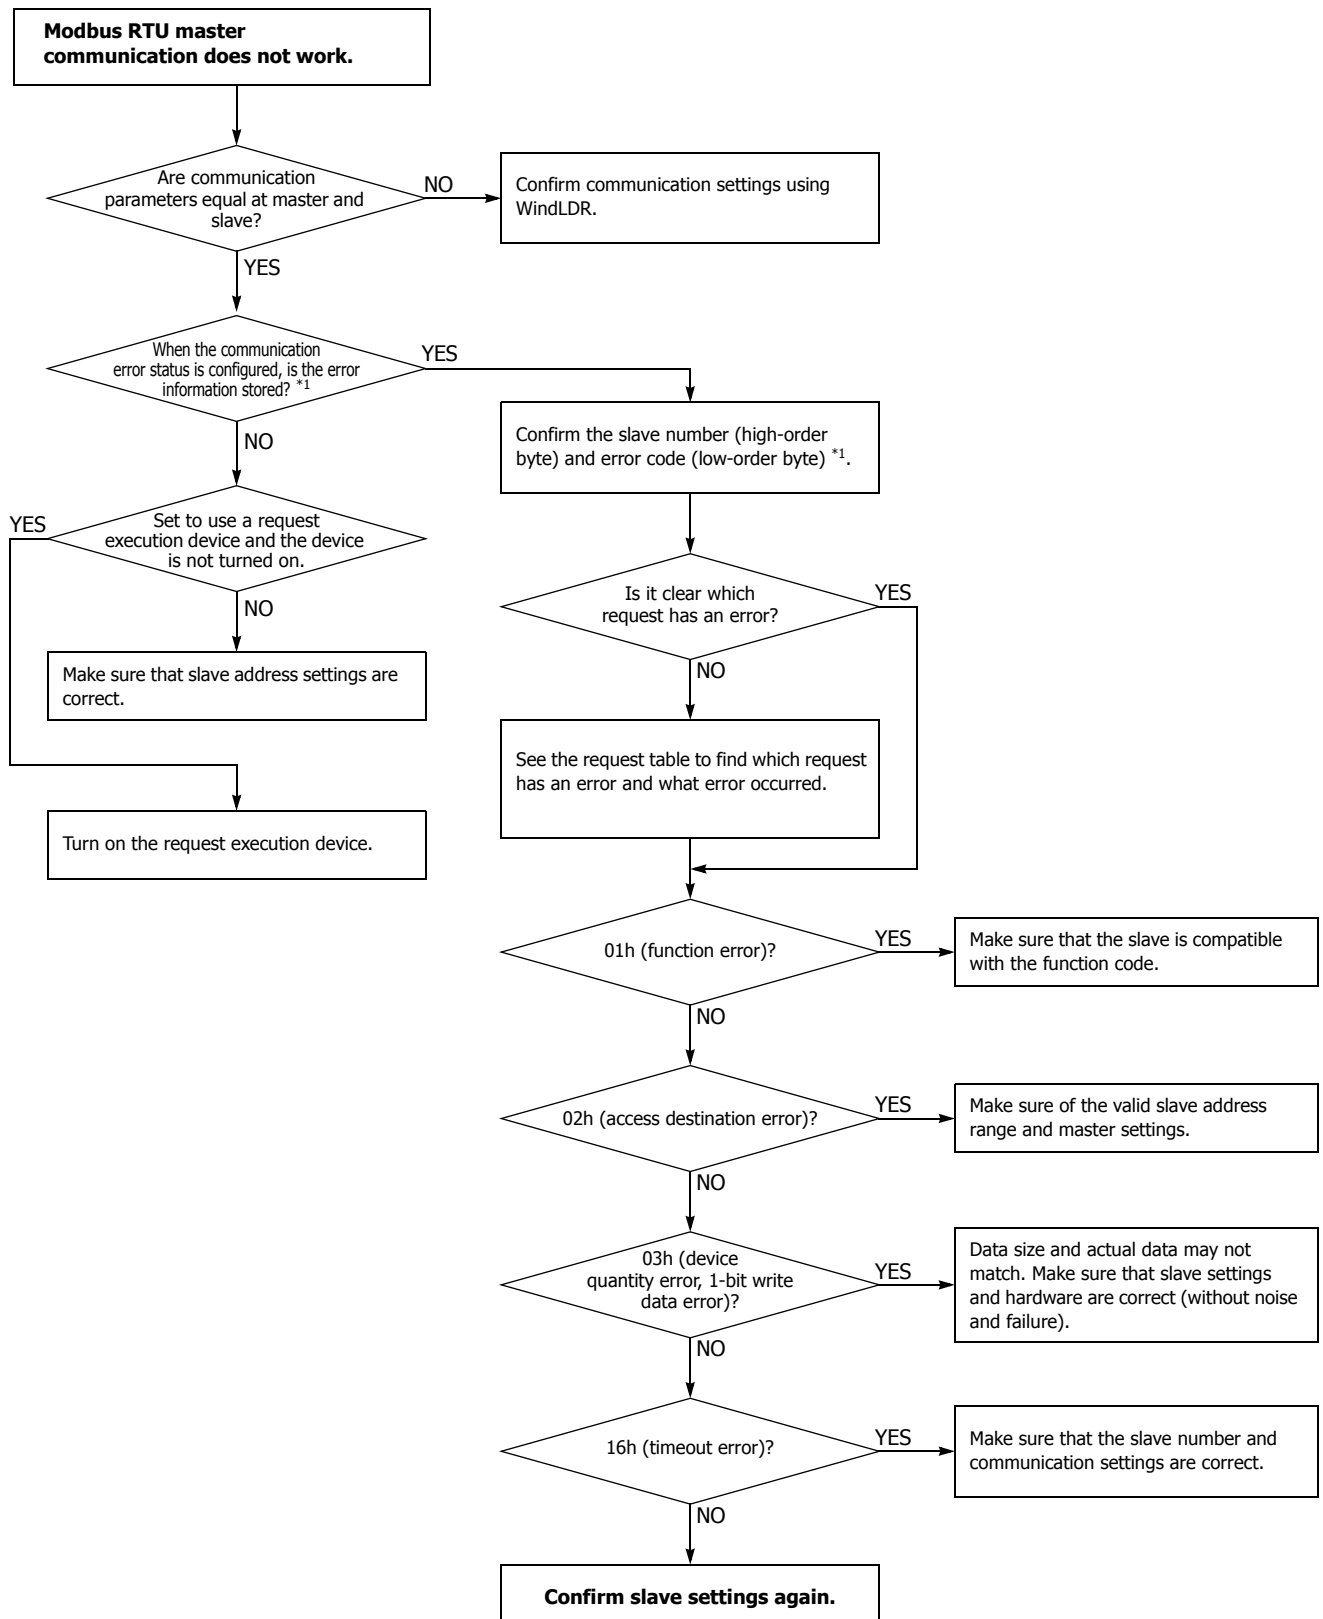 Modbus RTU master
communication does not work.
Are communication
parameters equal at master and
slave?
NO
Confirm communication settings using
WindLDR.
YES
When the communication
error status is configured, is the error
information stored? *1
YES
NO
Confirm the slave number (high-order
byte) and error code (low-order byte) *1.
YES
Set to use a request
execution device and the device
is not turned on.
NO
Make sure that slave address settings are
correct.
Turn on the request execution device.
Is it clear which
request has an error?
YES
NO
See the request table to find which request
has an error and what error occurred.
01h (function error)?
YES
Make sure that the slave is compatible
with the function code.
NO
02h (access destination error)?
YES
Make sure of the valid slave address
range and master settings.
NO
03h (device
quantity error, 1-bit write
data error)?
YES
Data size and actual data may not
match. Make sure that slave settings
and hardware are correct (without noise
and failure).
NO
16h (timeout error)?
YES
Make sure that the slave number and
communication settings are correct.
NO
Confirm slave settings again.